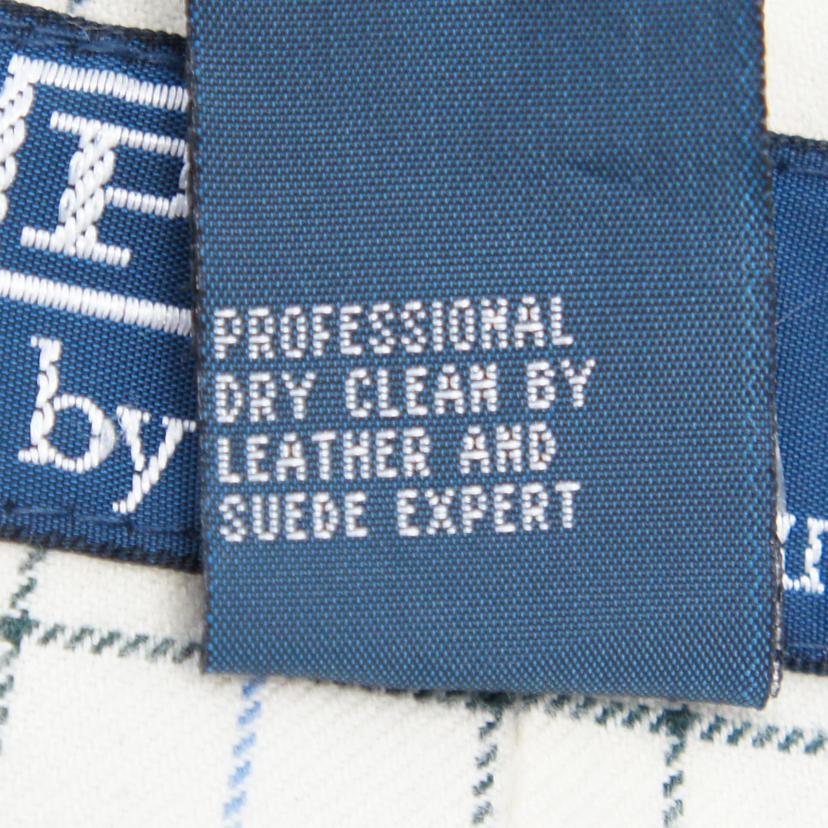 PROFESSIONAL
DRY CLEAN BY
LEATHER AND
SUEDE EXPERT
by